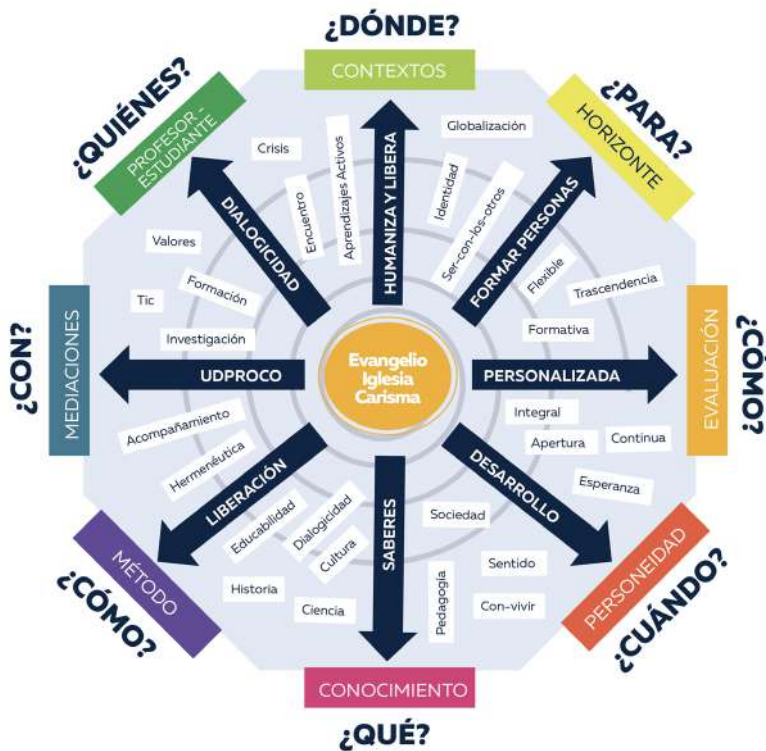 ¿DÓNDE?
CONTEXTOS
¿QUIÉNES?
PROFESOR -
ESTUDIANTE
¿PARA?
HORIZONTE
Globalización
Crisis
Encuentro
Aprendizajes Activos
HUMANIZA Y LIBERA
Identidad
Ser-con-los-otros
FORMAR PERSONAS
DIALOGICIDAD
Valores
Formación
Tic
Investigación
Flexible
Trascendencia
Formativa
¿CON?
MEDIACIONES
UDPROCO
Evangelio
Iglesia
Carisma
PERSONALIZADA
EVALUACIÓN
¿CÓMO?
Acompañamiento
Hermenéutica
LIBERACIÓN
Educabilidad
Dialogicidad
Cultura
Historia
Ciencia
SABERES
Integral
Apertura
Continua
Esperanza
DESARROLLO
Sociedad
Sentido
Pedagogía
Con-vivir
MÉTODO
¿CÓMO?
PERSONEIDAD
¿CUÁNDO?
CONOCIMIENTO
¿QUÉ?